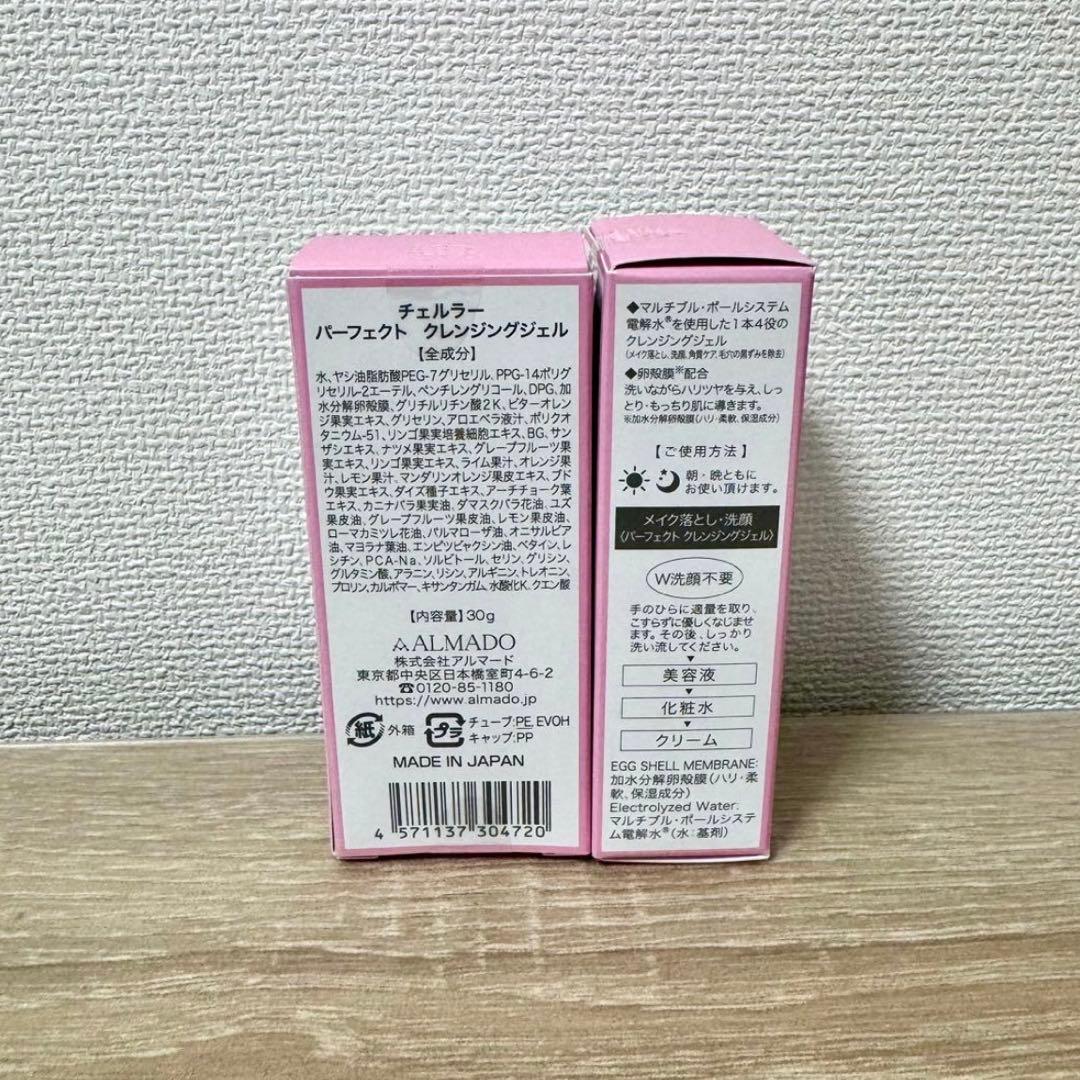 チェルラー
パーフェクト クレンジングジェル
【全成分】
水、ヤシ油脂肪酸PEG-7グリセリル、PPG-14ポリグ
リセリル-2エーテル、ペンチレングリコール、DPG、加
水分解卵殻膜、グリチルリチン酸2K、ビターオレン
ジ果実エキス、グリセリン、アロエベラ液汁、ポリクオ
タニウム-51、リンゴ果実培養細胞エキス、BG、サン
ザシエキス、ナツメ果実エキス、グレープフルーツ果
実エキス、リンゴ果実エキス、ライム果汁、オレンジ果
汁、レモン果汁、マンダリンオレンジ果皮エキス、ブド
ウ果実エキス、ダイズ種子エキス、アーチチョーク葉
エキス、カニナバラ果実油、ダマスクバラ花油、ユズ
果皮油、グレープフルーツ果皮油、レモン果皮油、
ローマカミツレ花油、パルマローザ油、オニサルビア
油、マヨラナ葉油、エンピツビャクシン油、ベタイン、レ
シチン、PCA-Na、ソルビトール、セリン、グリシン、
グルタミン酸、アラニン、リシン、アルギニン、トレオニン、
プロリン、カルボマー、キサンタンガム、水酸化K、クエン酸
【内容量】30g
ALMADO
株式会社アルマード
東京都中央区日本橋室町4-6-2
☎0120-85-1180
https://www.almado.jp
紙 外箱 プラ チューブ:PE, EVOH
キャップ:PP
MADE IN JAPAN
4 571137 304720
◆マルチプル・ポールシステム
電解水®を使用した1本4役の
クレンジングジェル
(メイク落とし、洗顔、角質ケア、毛穴の黒ずみを除去)
◆卵殻膜※配合
洗いながらハリツヤを与え、しっ
とり・もっちり肌に導きます。
※加水分解卵殻膜(ハリ・柔軟、保湿成分)
【ご使用方法】
朝・晩ともに
お使い頂けます。
メイク落とし・洗顔
〈パーフェクト クレンジングジェル〉
W洗顔不要
手のひらに適量を取り、
こすらずに優しくなじませ
ます。その後、しっかり
洗い流してください。
美容液
化粧水
クリーム
EGG SHELL MEMBRANE:
加水分解卵殻膜(ハリ・柔
軟、保湿成分)
Electrolyzed Water:
マルチプル・ポールシステ
ム電解水®(水:基剤)